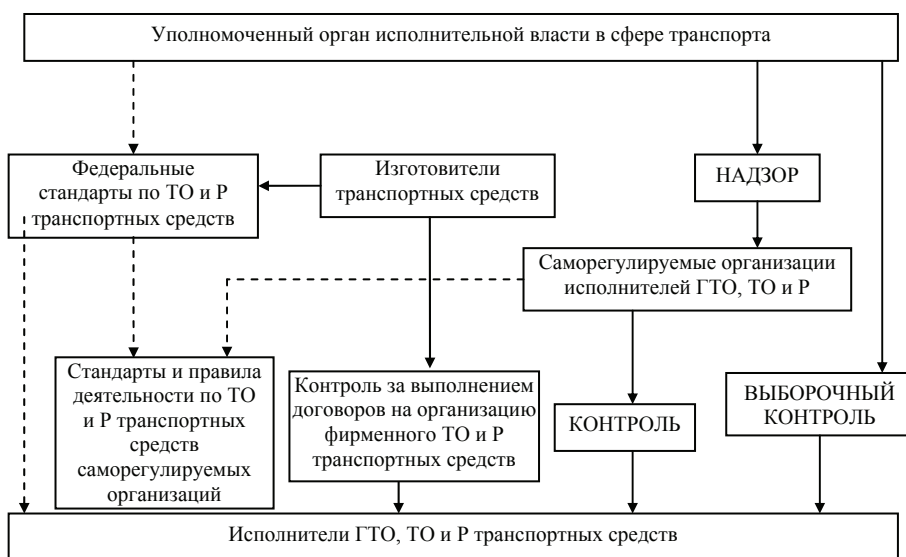 Уполномоченный орган исполнительной власти в сфере транспорта
Федеральные
стандарты по ТО и Р
транспортных средств
Изготовители
транспортных средств
НАДЗОР
Саморегулируемые организации
исполнителей ГТО, ТО и Р
Стандарты и правила
деятельности по ТО
и Р транспортных
средств
саморегулируемых
организаций
Контроль за выполнением
договоров на организацию
фирменного ТО и Р
транспортных средств
КОНТРОЛЬ
ВЫБОРОЧНЫЙ
КОНТРОЛЬ
Исполнители ГТО, ТО и Р транспортных средств